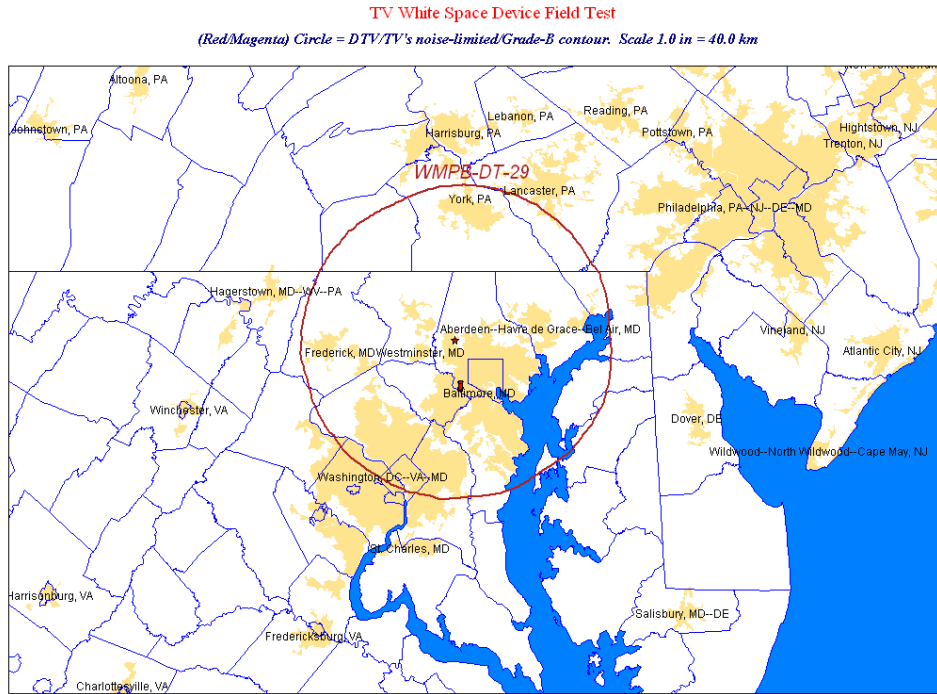 TV White Space Device Field Test
(Red/Magenta) Circle = DTV/TV's noise-limited/Grade-B contour. Scale 1.0 in = 40.0 km
Altoona, PA
Johnstown, PA
Lebanon, PA
Reading, PA
Harrisburg, PA
Pottstown, PA
Hightstown, NJ
Trenton, NJ
WMPB-DT-29
Lancaster, PA
York, PA
Philadelphia, PA--NJ--DE--MD
Hagerstown, MD--WV--PA
Aberdeen--Havre de Grace--Bel Air, MD
Vineland, NJ
Frederick, MD
Westminster, MD
Atlantic City, NJ
Baltimore, MD
Winchester, VA
Dover, DE
Wildwood--North Wildwood--Cape May, NJ
Washington, DC--VA--MD
St. Charles, MD
Harrisonburg, VA
Salisbury, MD--DE
Fredericksburg, VA
Charlottesville, VA